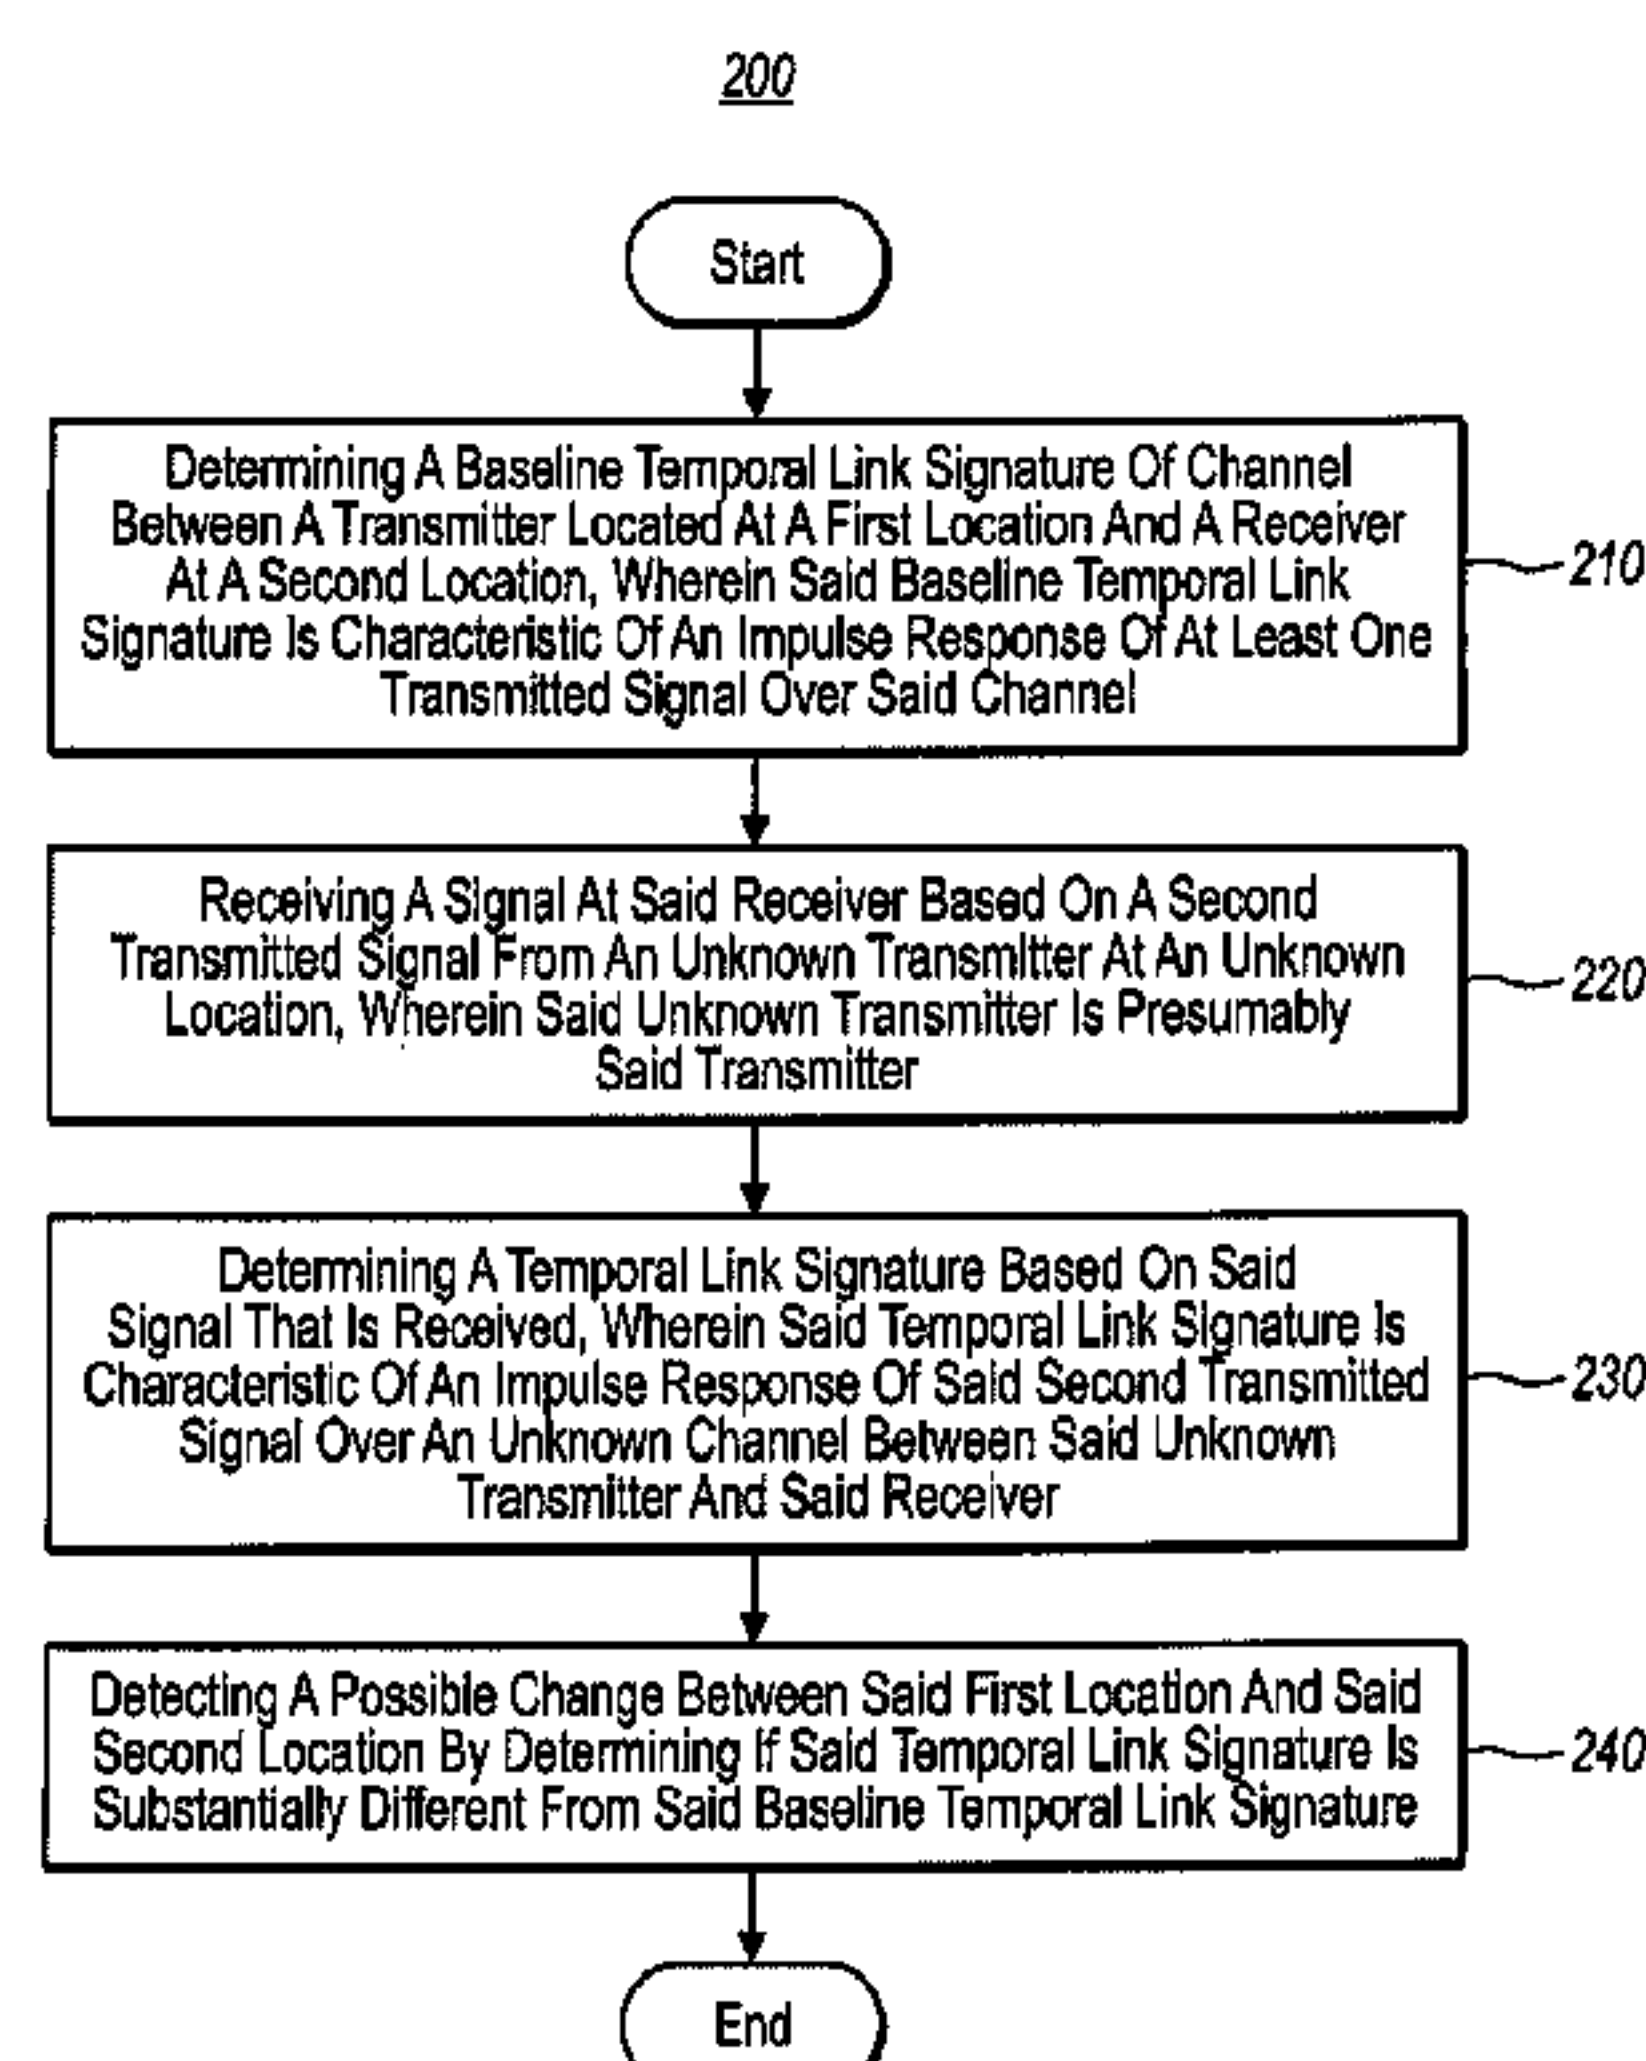 200
Start
Determining A Baseline Temporal Link Signature Of Channel
Between A Transmitter Located At A First Location And A Receiver
At A Second Location, Wherein Said Baseline Temporal Link
Signature Is Characteristic Of An Impulse Response Of At Least One
Transmitted Signal Over Said Channel
210
Receiving A Signal At Said Receiver Based On A Second
Transmitted Signal From An Unknown Transmitter At An Unknown
Location, Wherein Said Unknown Transmitter Is Presumably
Said Transmitter
220
Determining A Temporal Link Signature Based On Said
Signal That Is Received, Wherein Said Temporal Link Signature Is
Characteristic Of An Impulse Response Of Said Second Transmitted
Signal Over An Unknown Channel Between Said Unknown
Transmitter And Said Receiver
230
Detecting A Possible Change Between Said First Location And Said
Second Location By Determining If Said Temporal Link Signature Is
Substantially Different From Said Baseline Temporal Link Signature
240
End